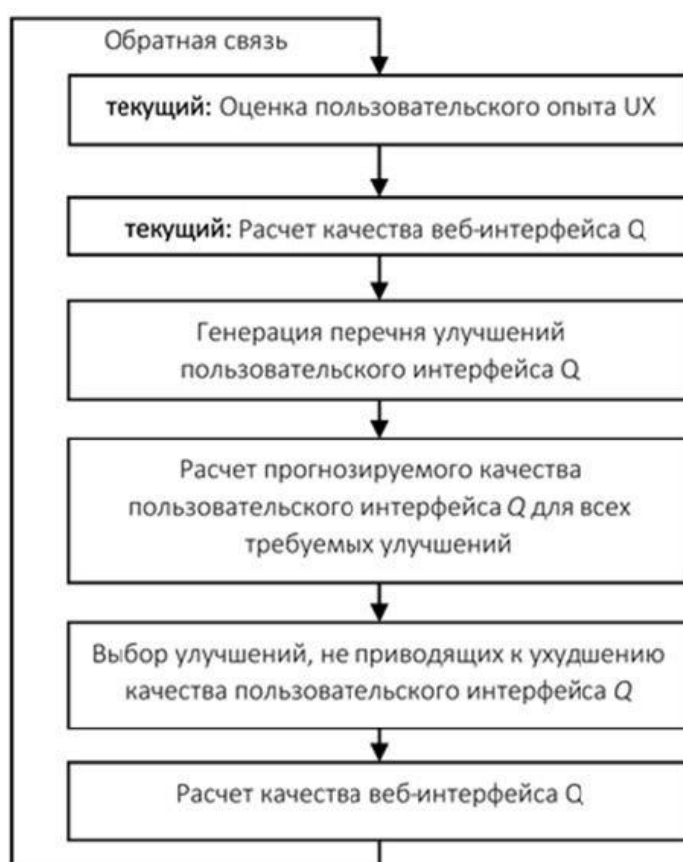 Обратная связь
текущий: Оценка пользовательского опыта UX
текущий: Расчет качества веб-интерфейса Q
Генерация перечня улучшений
пользовательского интерфейса Q
Расчет прогнозируемого качества
пользовательского интерфейса Q для всех
требуемых улучшений
Выбор улучшений, не приводящих к ухудшению
качества пользовательского интерфейса Q
Расчет качества веб-интерфейса Q